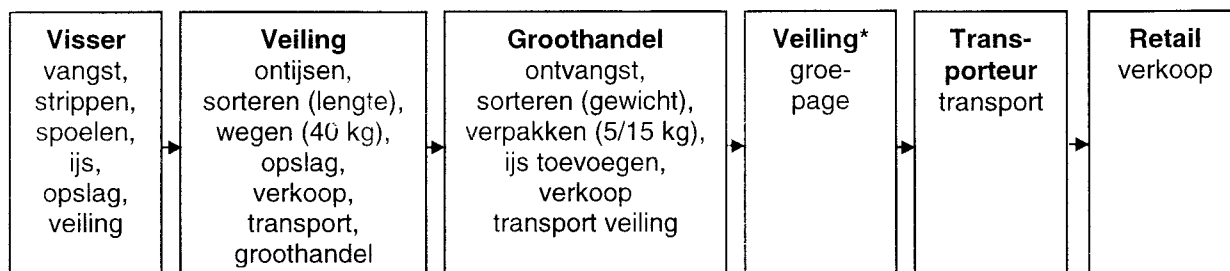 Visser
vangst,
strippen,
spoelen,
ijs,
opslag,
veiling
Veiling
ontijsen,
sorteren (lengte),
wegen (40 kg),
opslag,
verkoop,
transport,
groothandel
Groothandel
ontvangst,
sorteren (gewicht),
verpakken (5/15 kg),
ijs toevoegen,
verkoop
transport veiling
Veiling*
groe-
page
Trans-
porteur
transport
Retail
verkoop